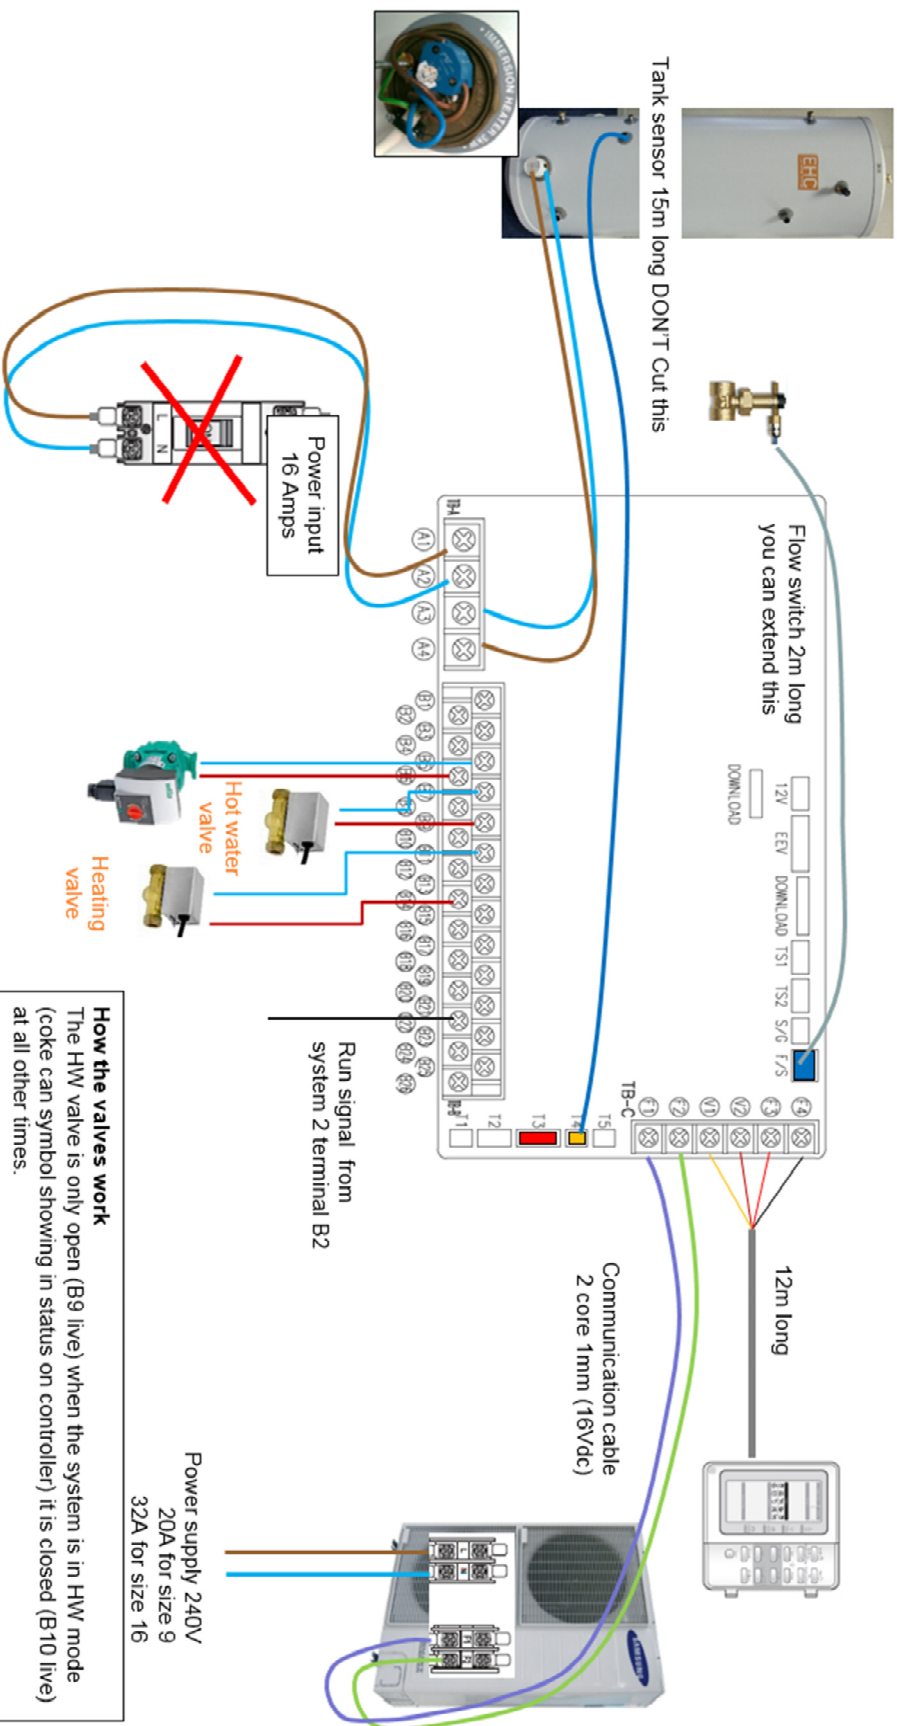 Tank sensor 15m long DON'T Cut this
IMMERSION HEATER
EHC
Flow switch 2m long
you can extend this
Power input
16 Amps
L
N
TB-A
A1
A2
A3
A4
B1
B2
B3
B4
B5
B6
B7
B9
B10
B11
B12
B13
B14
B15
B16
B17
B18
B19
B20
B23
B24
B25
B26
TB-B
12V
EEV
DOWNLOAD
TS1
TS2
S/G
F/S
DOWNLOAD
T1
T2
T3
T4
T5
TB-C
F1
F2
V1
V2
F3
F4
12m long
Hot water
valve
Heating
valve
Run signal from
system 2 terminal B2
Communication cable
2 core 1mm (16Vdc)
Power supply 240V
20A for size 9
32A for size 16
L
N
F1
F2
SAMSUNG
How the valves work
The HW valve is only open (B9 live) when the system is in HW mode
(coke can symbol showing in status on controller) it is closed (B10 live)
at all other times.